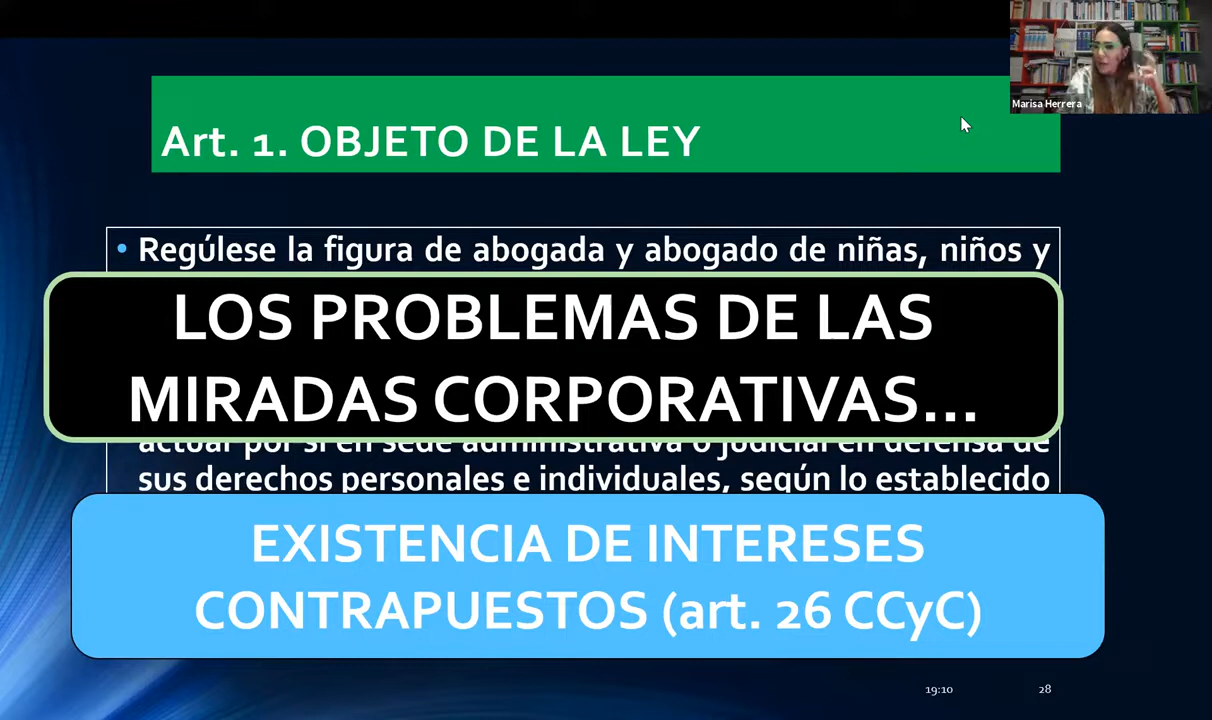 Marisa Herrera
Art. 1. OBJETO DE LA LEY
• Regúlese la figura de abogada y abogado de niñas, niños y
LOS PROBLEMAS DE LAS
MIRADAS CORPORATIVAS...
actuar por sí en sede administrativa o judicial en defensa de
sus derechos personales e individuales, según lo establecido
EXISTENCIA DE INTERESES
CONTRAPUESTOS (art. 26 CCyC)
19:10
28